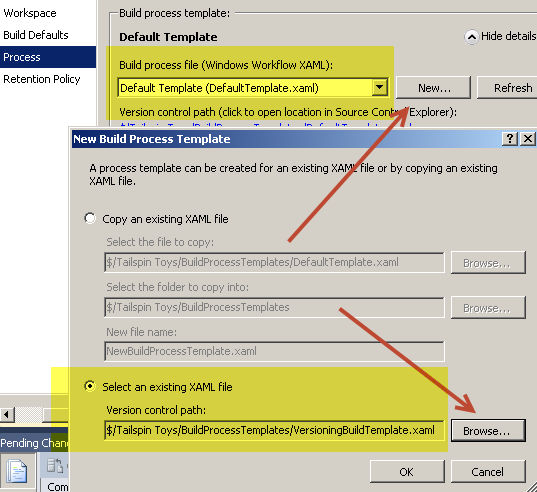 Workspace
Build Defaults
Process
Retention Policy
Build process template:
Default Template
Hide details
Build process file (Windows Workflow XAML):
Default Template (DefaultTemplate.xaml)
New...
Refresh
Version control path (click to open location in Source Control Explorer):
New Build Process Template
A process template can be created for an existing XAML file or by copying an existing
XAML file.
Copy an existing XAML file
Select the file to copy:
$/Tailspin Toys/BuildProcessTemplates/DefaultTemplate.xaml
Browse...
Select the folder to copy into:
$/Tailspin Toys/BuildProcessTemplates
Browse...
New file name:
NewBuildProcessTemplate.xaml
Select an existing XAML file
Version control path:
$/Tailspin Toys/BuildProcessTemplates/VersioningBuildTemplate.xaml
Browse...
Pending Change
Com
OK
Cancel